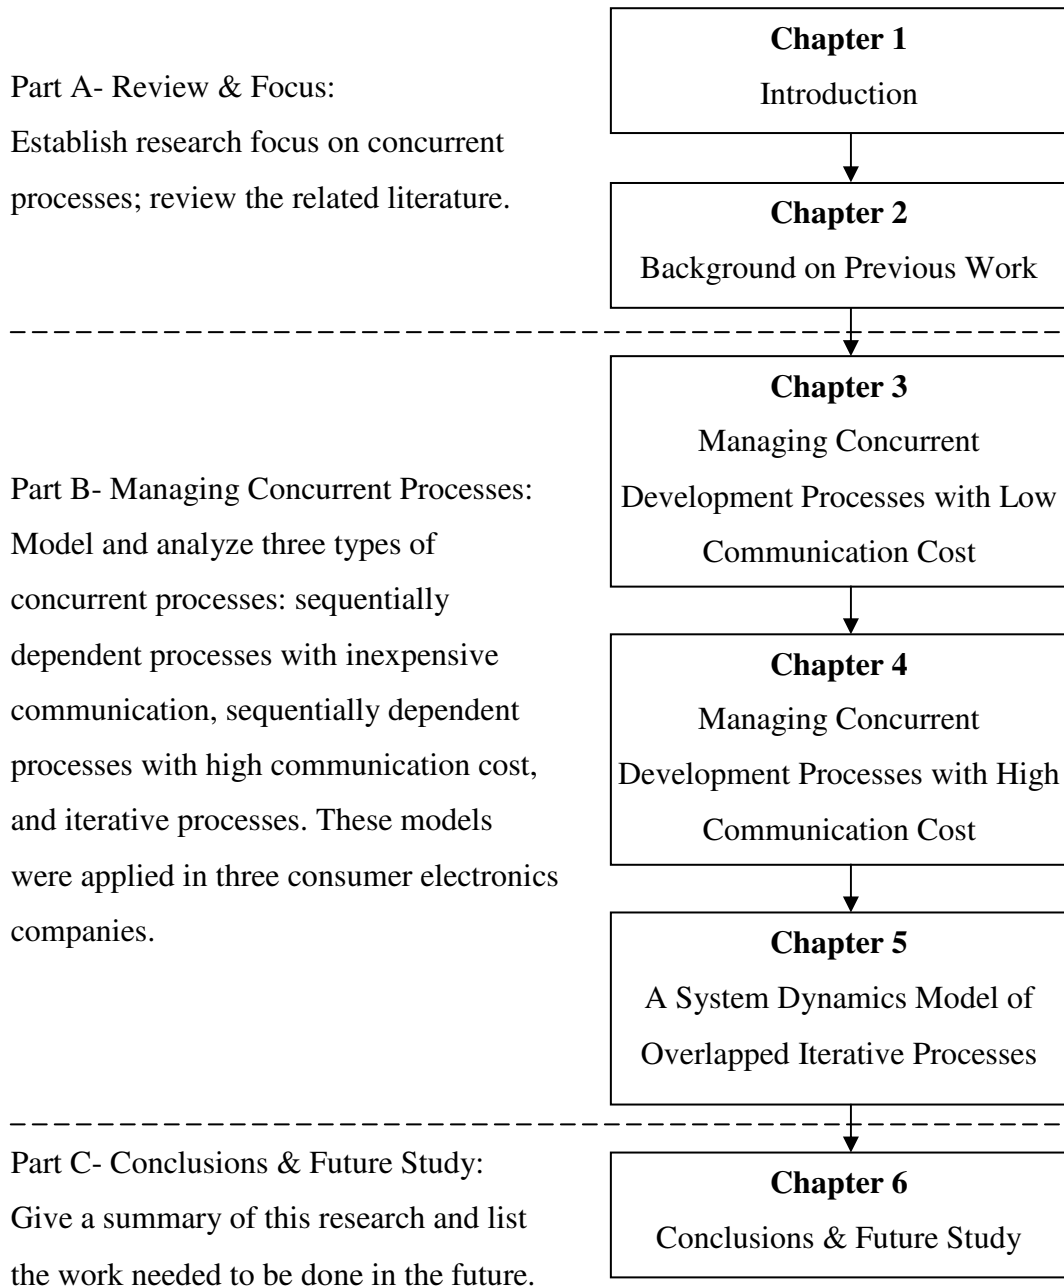 Part A- Review & Focus:
Establish research focus on concurrent
processes; review the related literature.
Chapter 1
Introduction
Chapter 2
Background on Previous Work
Part B- Managing Concurrent Processes:
Model and analyze three types of
concurrent processes: sequentially
dependent processes with inexpensive
communication, sequentially dependent
processes with high communication cost,
and iterative processes. These models
were applied in three consumer electronics
companies.
Chapter 3
Managing Concurrent
Development Processes with Low
Communication Cost
Chapter 4
Managing Concurrent
Development Processes with High
Communication Cost
Chapter 5
A System Dynamics Model of
Overlapped Iterative Processes
Part C- Conclusions & Future Study:
Give a summary of this research and list
the work needed to be done in the future.
Chapter 6
Conclusions & Future Study